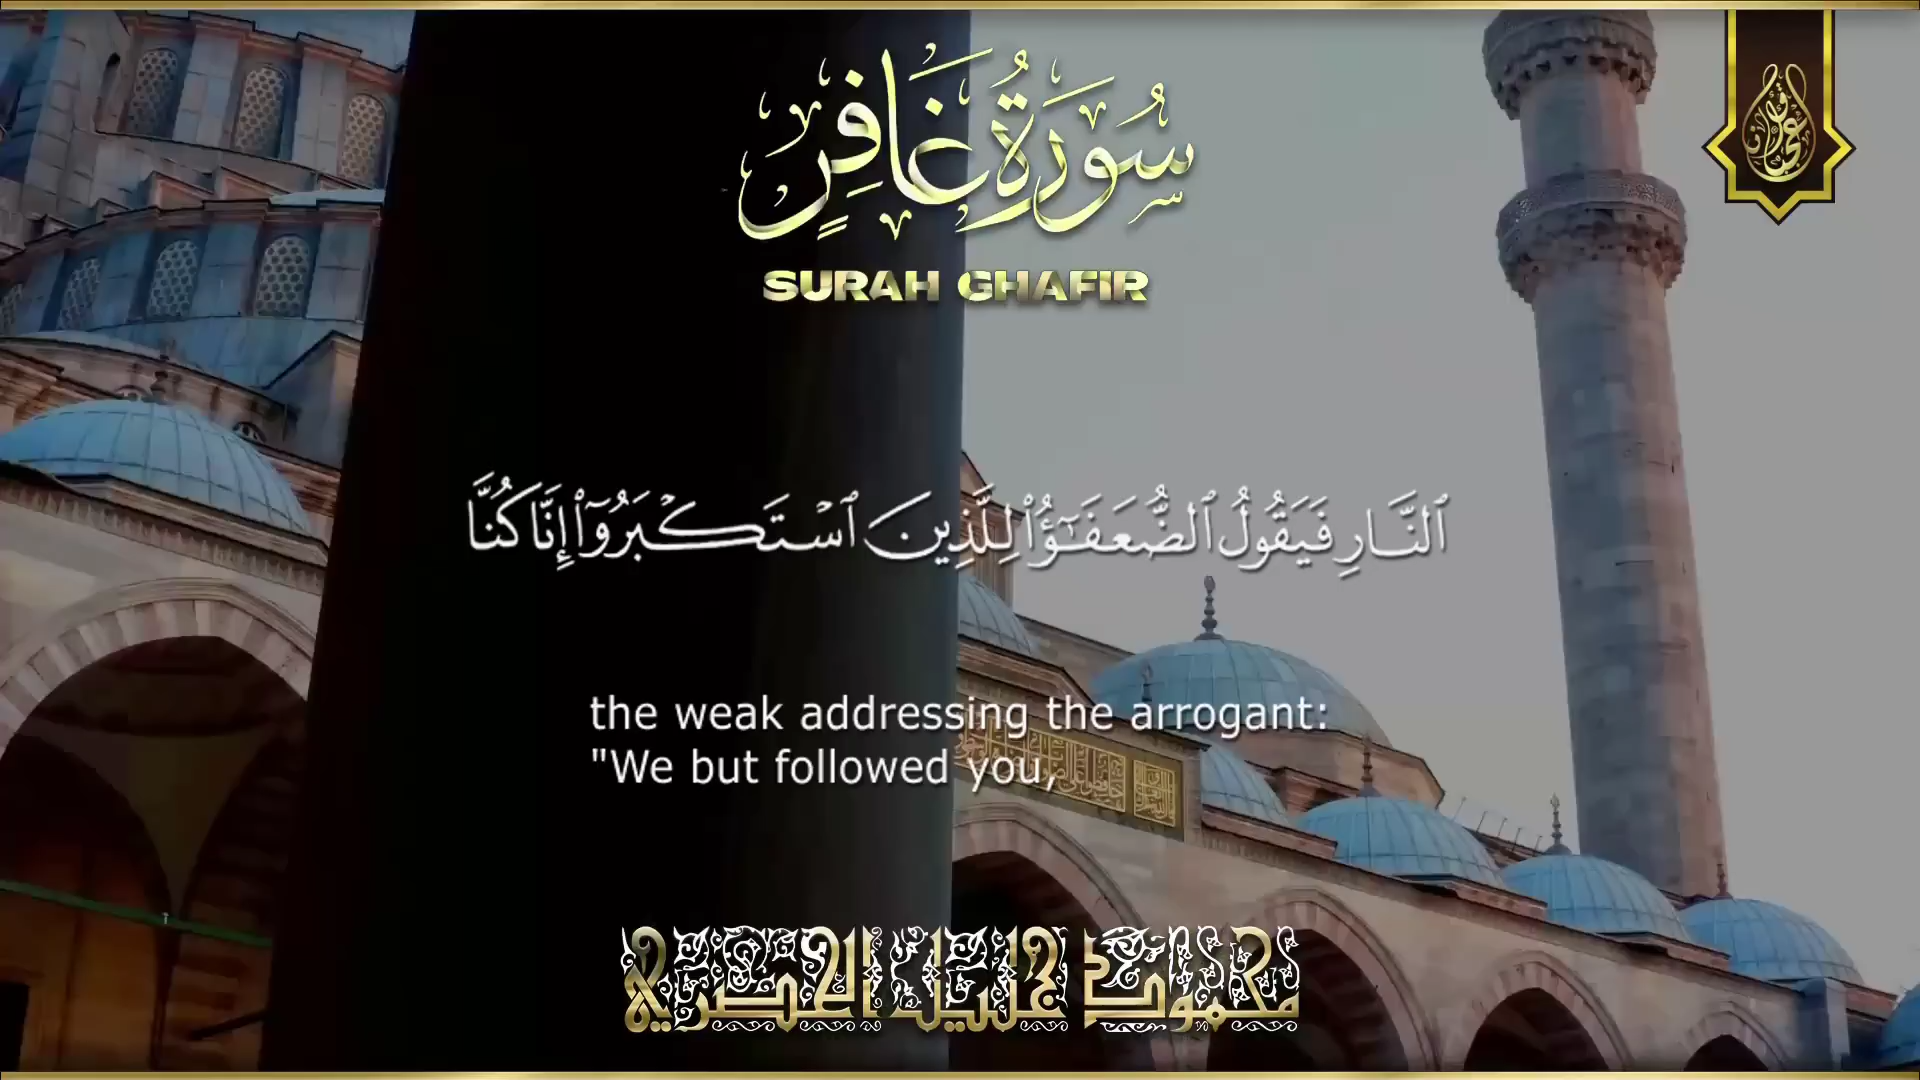 سُورَةُ غَافِرٍ
SURAH GHAFIR
ٱلنَّارِ فَيَقُولُ ٱلضُّعَفَٰٓؤُا۟ لِلَّذِينَ ٱسْتَكْبَرُوٓا۟ إِنَّا كُنَّا
the weak addressing the arrogant:
"We but followed you,
محمود خليل الحصري